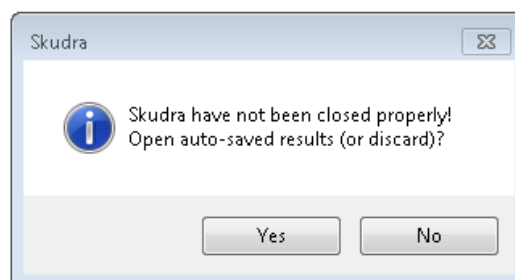 Skudra
Skudra have not been closed properly!
Open auto-saved results (or discard)?
Yes No